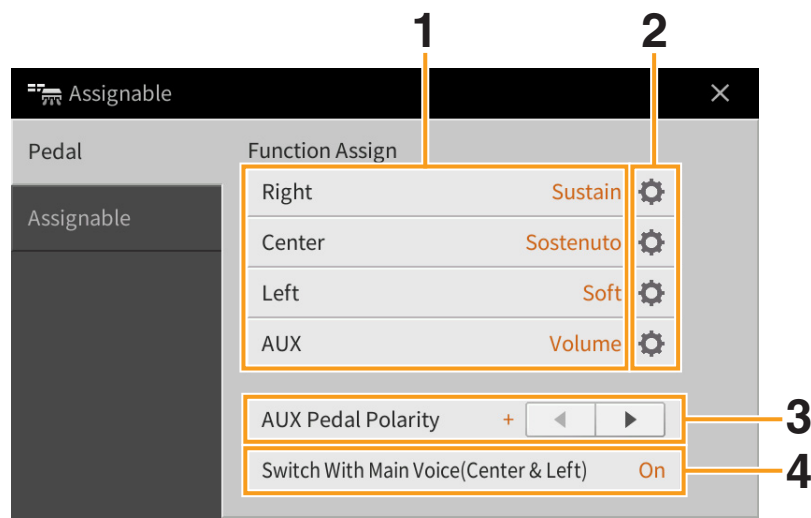 1 2
Assignable
Pedal
Function Assign
Right Sustain
Assignable
Center Sostenuto
Left Soft
AUX Volume
AUX Pedal Polarity + 3
Switch With Main Voice(Center & Left) On 4